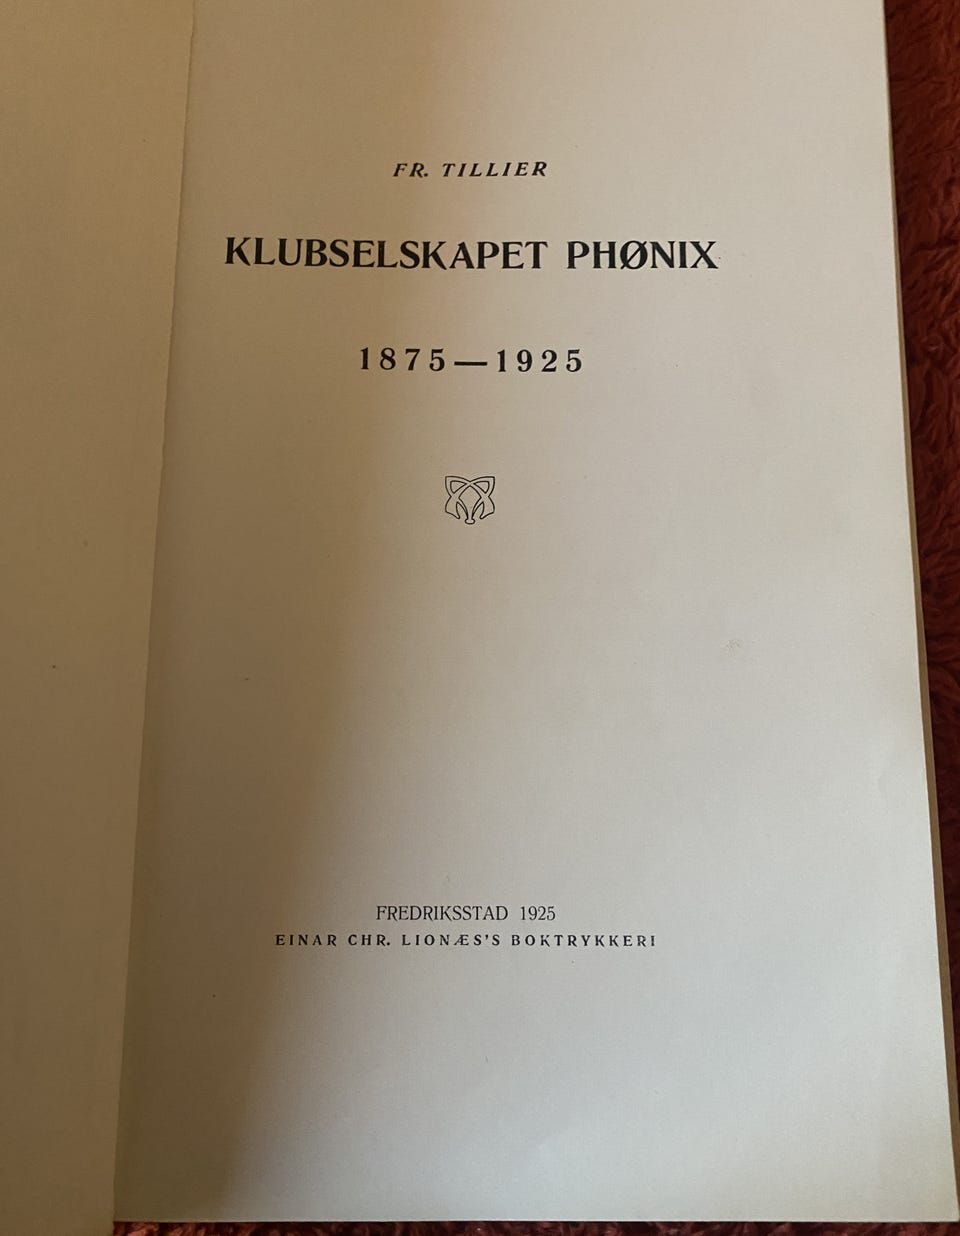 FR. TILLIER
KLUBSELSKAPET PHØNIX
1875—1925
FREDRIKSSTAD 1925
EINAR CHR. LIONÆS'S BOKTRYKKERI